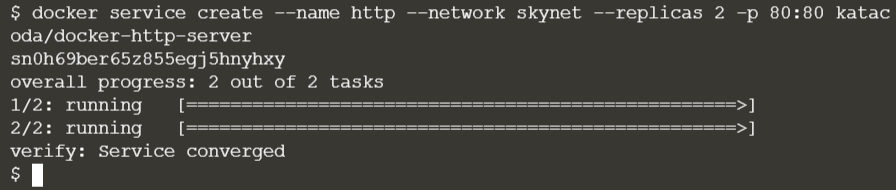 $ docker service create --name http --network skynet --replicas 2 -p 80:80 katac
oda/docker-http-server
sn0h69ber65z855egj5hnyhxy
overall progress: 2 out of 2 tasks
1/2: running   [==================================================>]
2/2: running   [==================================================>]
verify: Service converged
$